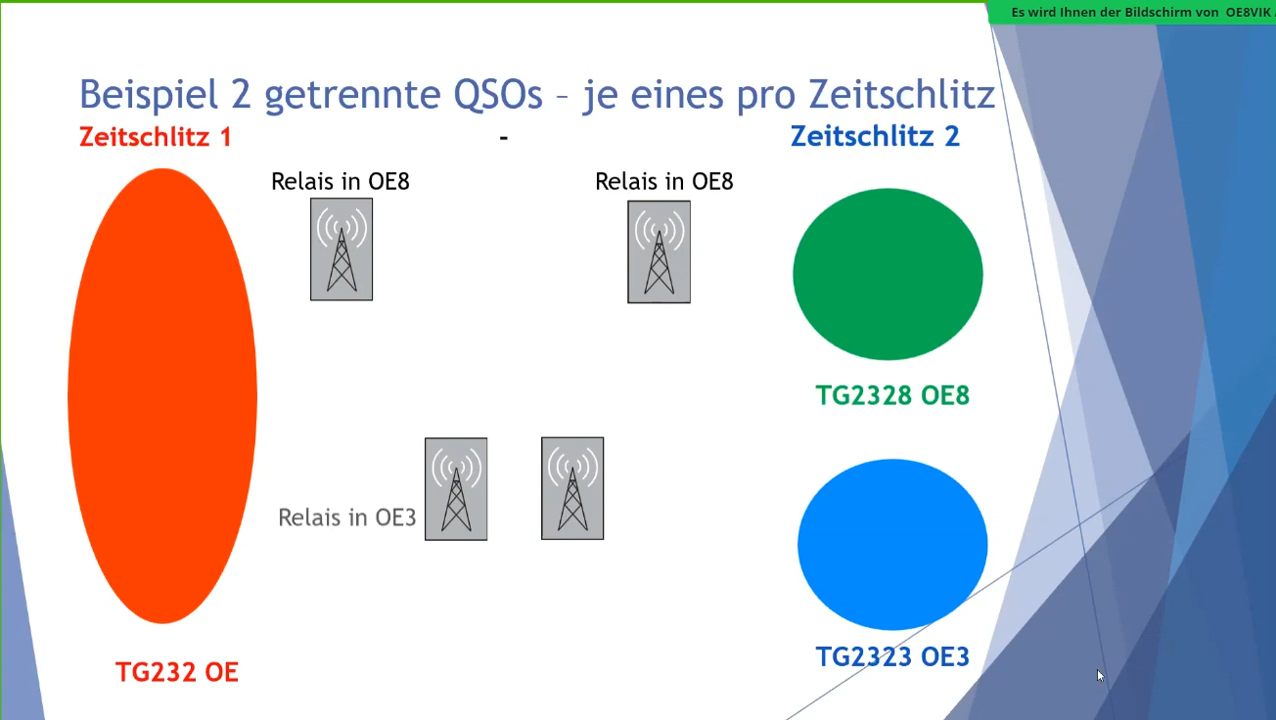 Es wird Ihnen der Bildschirm von OE8VIK
Beispiel 2 getrennte QSOs – je eines pro Zeitschlitz
Zeitschlitz 1
-
Zeitschlitz 2
Relais in OE8
Relais in OE8
TG2328 OE8
Relais in OE3
TG2323 OE3
TG232 OE